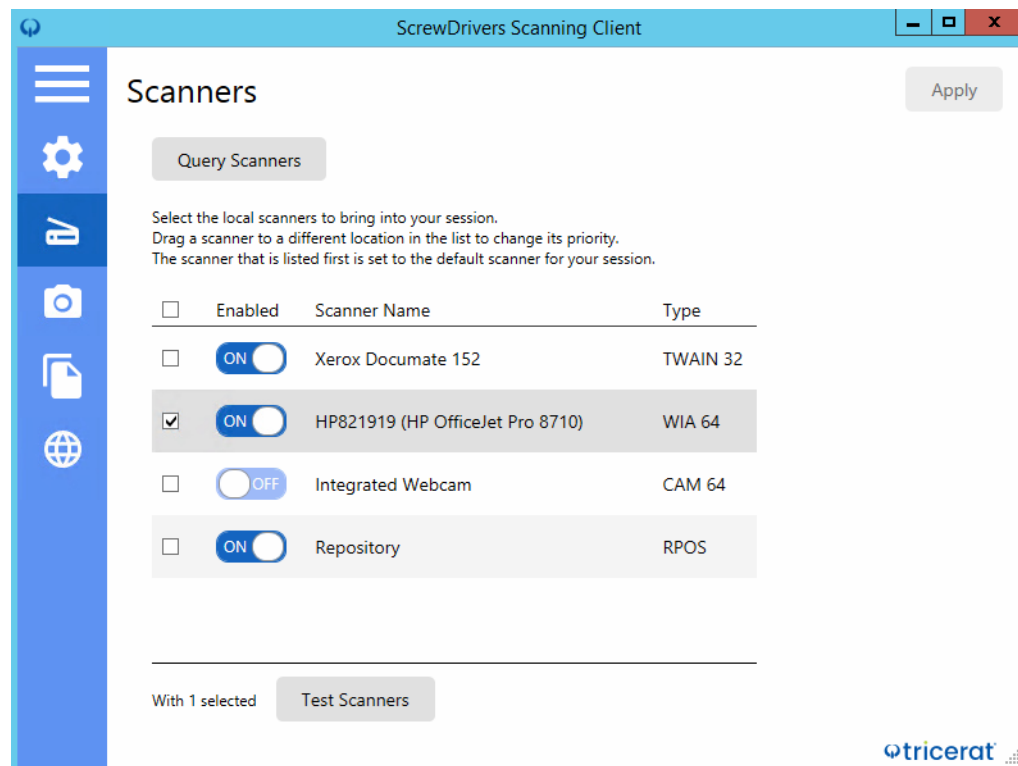 ScrewDrivers Scanning Client
Scanners
Apply
Query Scanners
Select the local scanners to bring into your session.
Drag a scanner to a different location in the list to change its priority.
The scanner that is listed first is set to the default scanner for your session.
Enabled Scanner Name Type
ON Xerox Documate 152 TWAIN 32
ON HP821919 (HP OfficeJet Pro 8710) WIA 64
OFF Integrated Webcam CAM 64
ON Repository RPOS
With 1 selected Test Scanners
tricerat